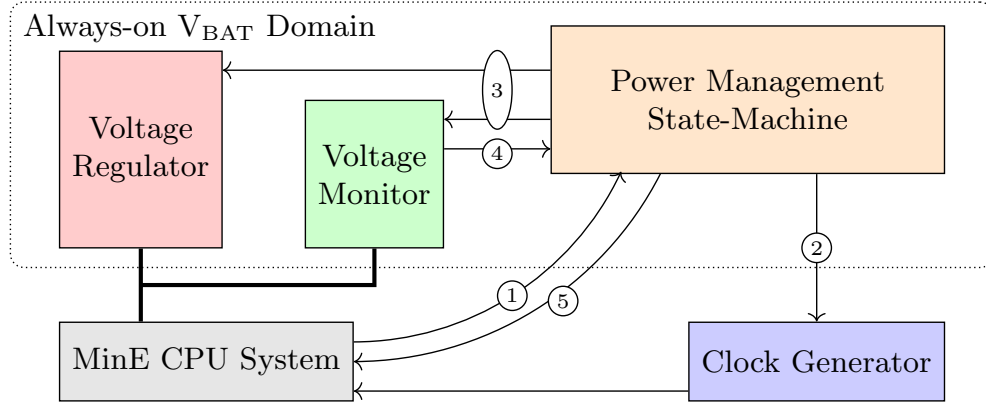 Always-on V_BAT Domain
Voltage
Regulator
Voltage
Monitor
3
4
Power Management
State-Machine
2
1
5
MinE CPU System
Clock Generator